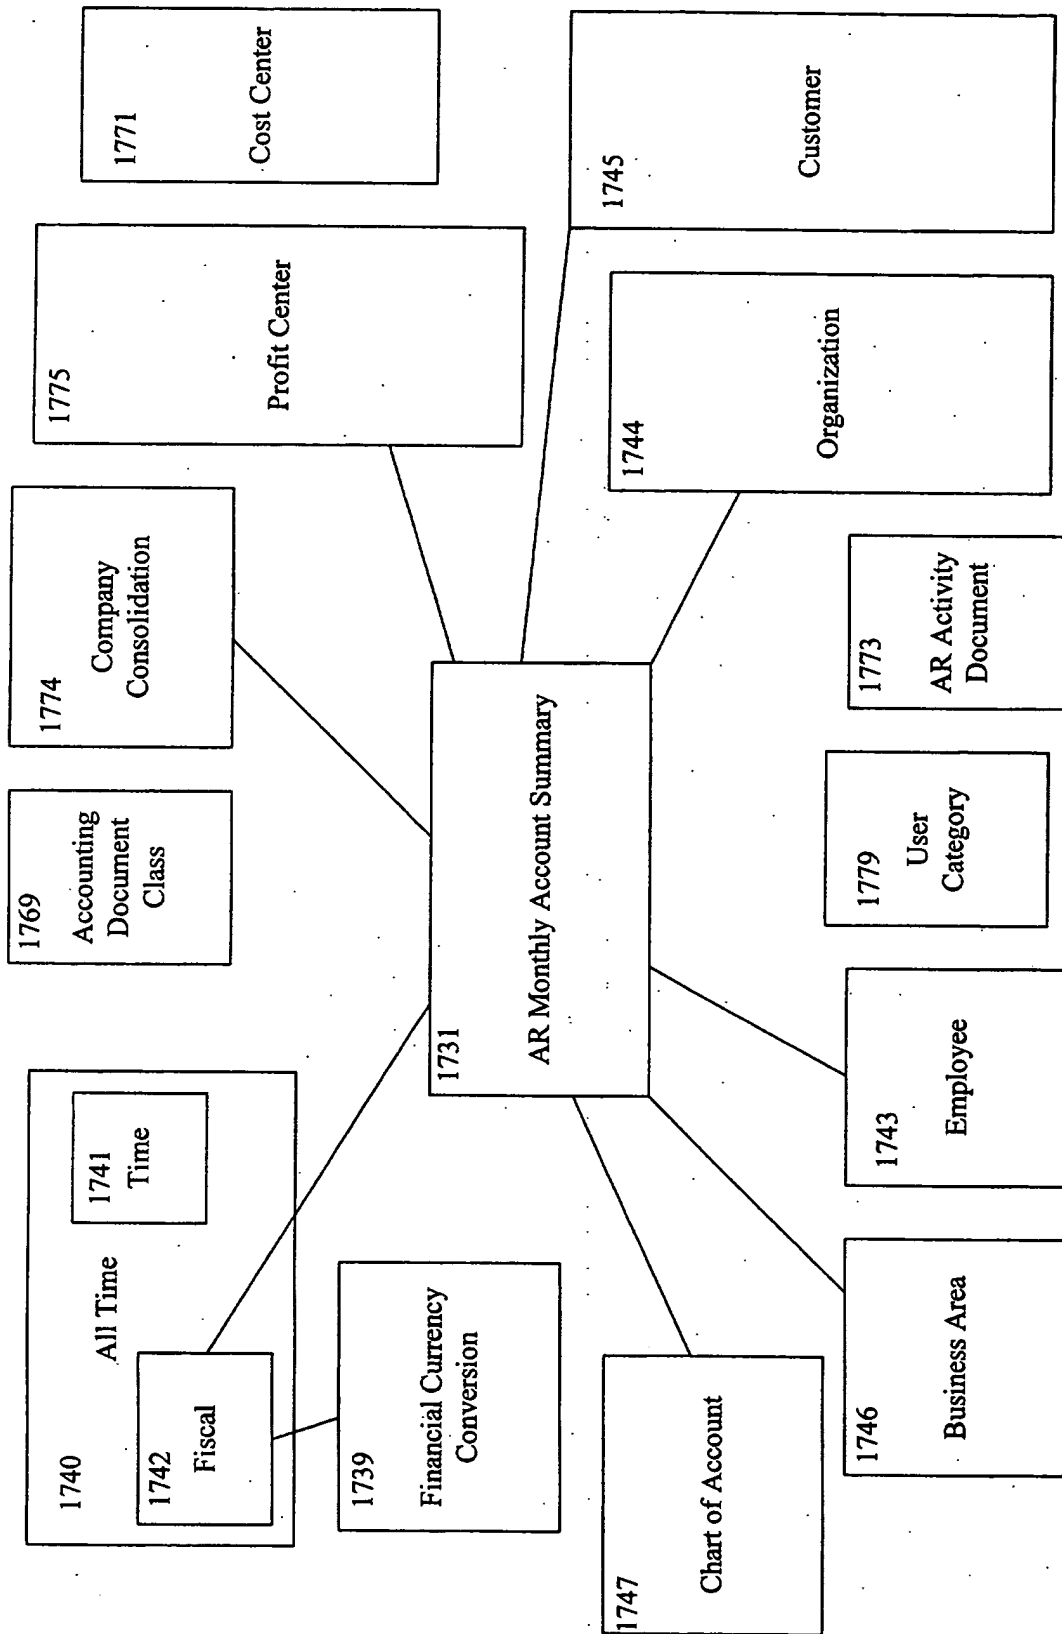 1740
All Time
1742
Fiscal
1741
Time
1769
Accounting
Document
Class
1774
Company
Consolidation
1775
Profit Center
1771
Cost Center
1739
Financial Currency
Conversion
1731
AR Monthly Account Summary
1747
Chart of Account
1746
Business Area
1743
Employee
1779
User
Category
1773
AR Activity
Document
1744
Organization
1745
Customer